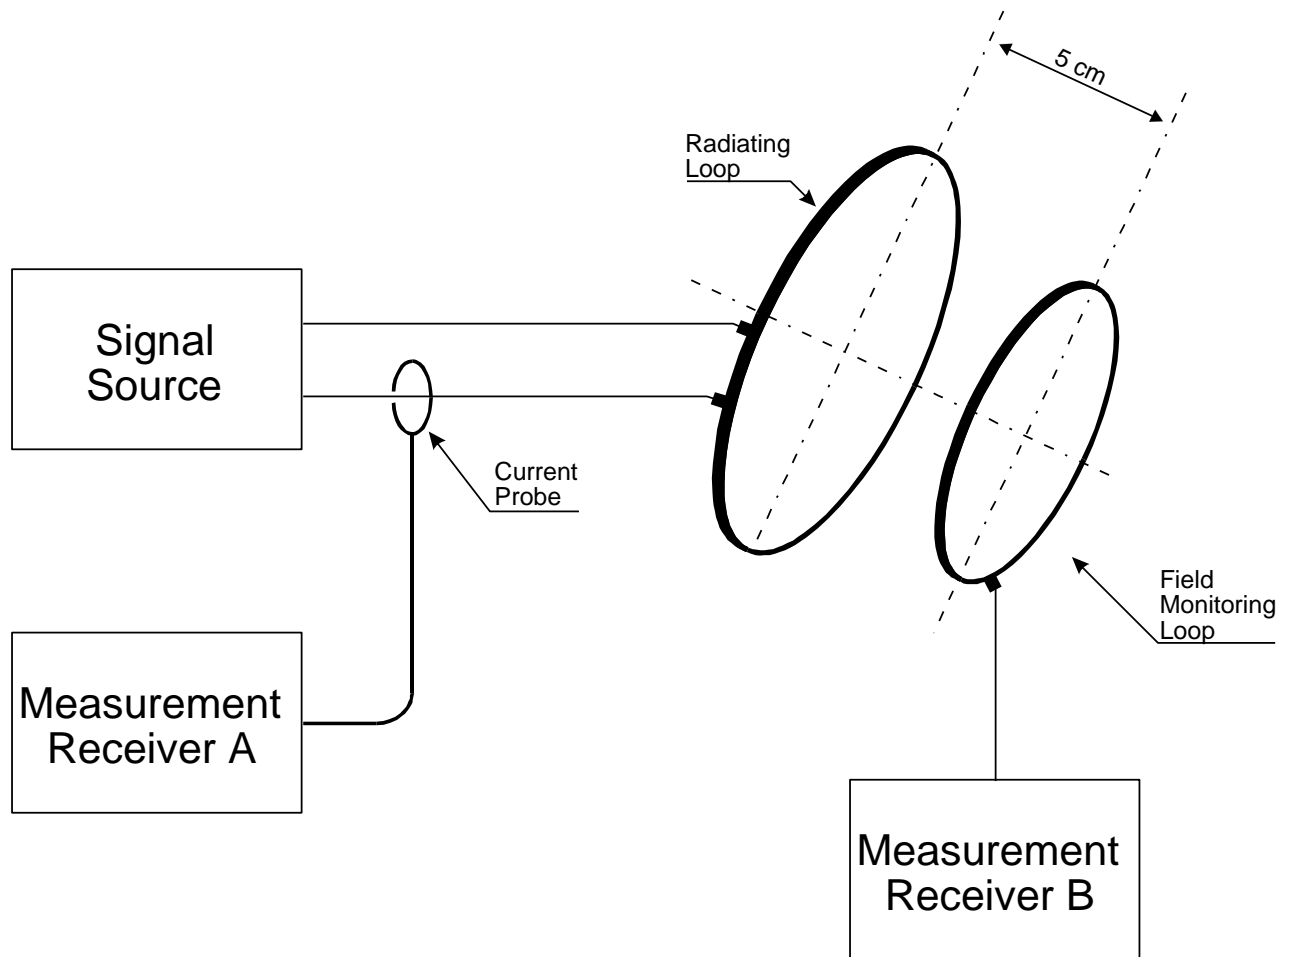 5 cm
Radiating
Loop
Signal
Source
Current
Probe
Field
Monitoring
Loop
Measurement
Receiver A
Measurement
Receiver B